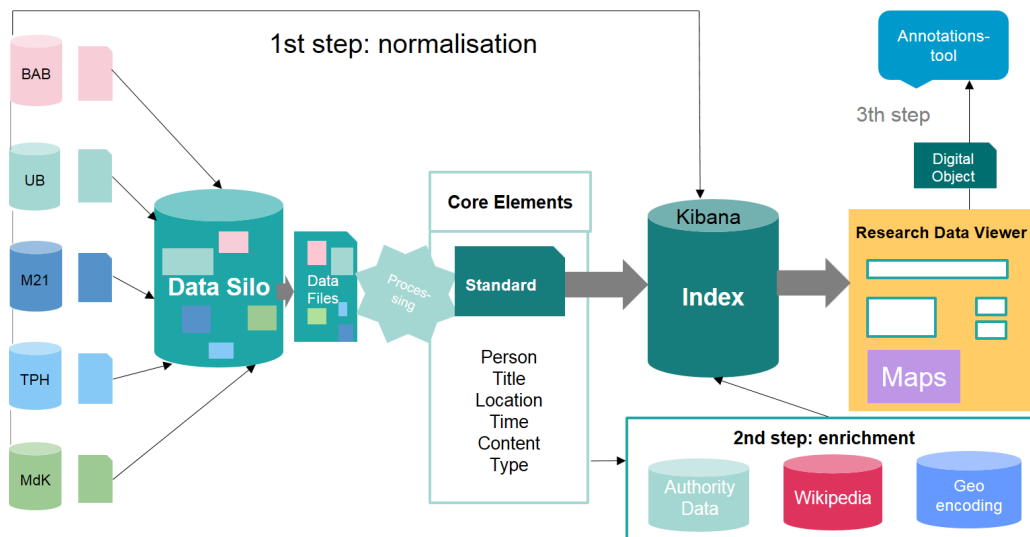 1st step: normalisation
BAB
UB
M21
TPH
MdK
Data Silo
Data
Files
Proces-
sing
Core Elements
Standard
Person
Title
Location
Time
Content
Type
Kibana
Index
2nd step: enrichment
Authority
Data
Wikipedia
Geo
encoding
Research Data Viewer
Maps
Digital
Object
3th step
Annotations-
tool